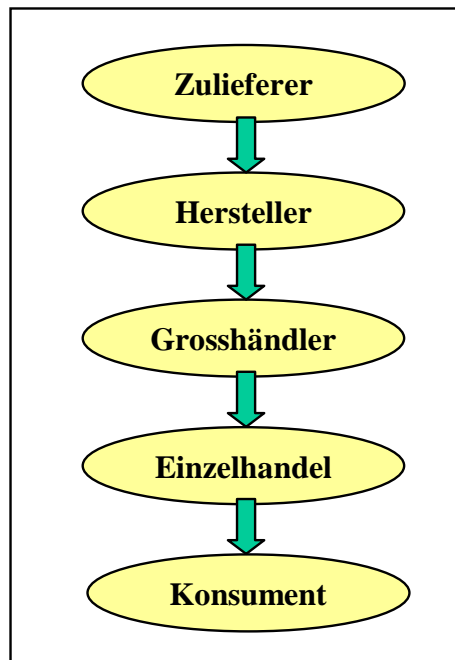 Zulieferer
Hersteller
Grosshändler
Einzelhandel
Konsument